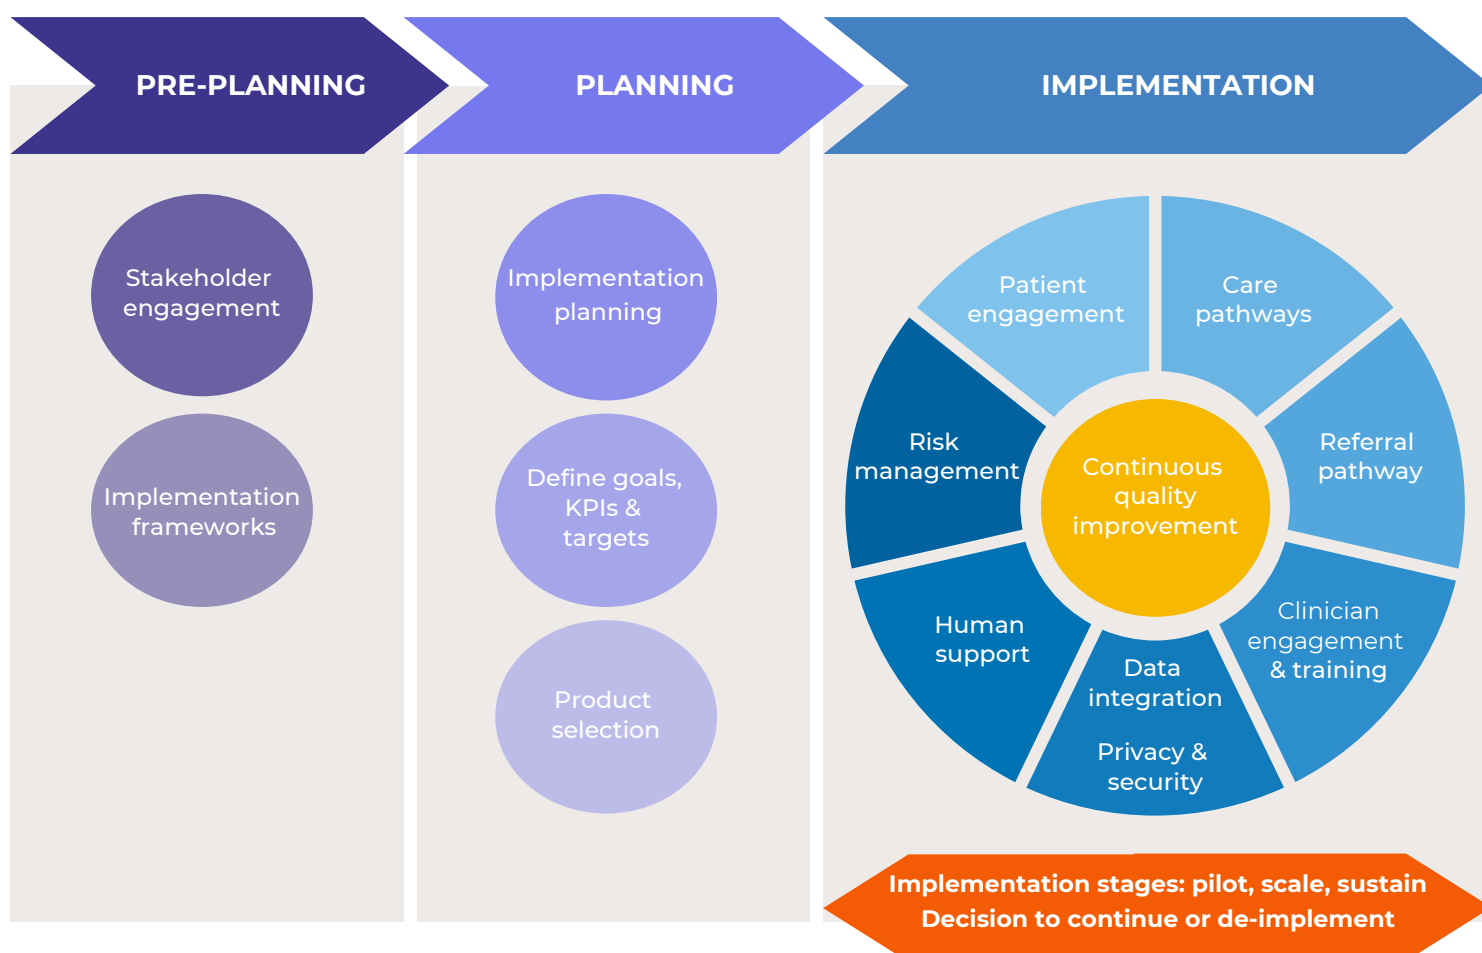 PRE-PLANNING
PLANNING
IMPLEMENTATION
Stakeholder
engagement
Implementation
frameworks
Implementation
planning
Define goals,
KPIs &
targets
Product
selection
Patient
engagement
Care
pathways
Referral
pathway
Clinician
engagement
& training
Data
integration
Privacy &
security
Human
support
Risk
management
Continuous
quality
improvement
Implementation stages: pilot, scale, sustain
Decision to continue or de-implement